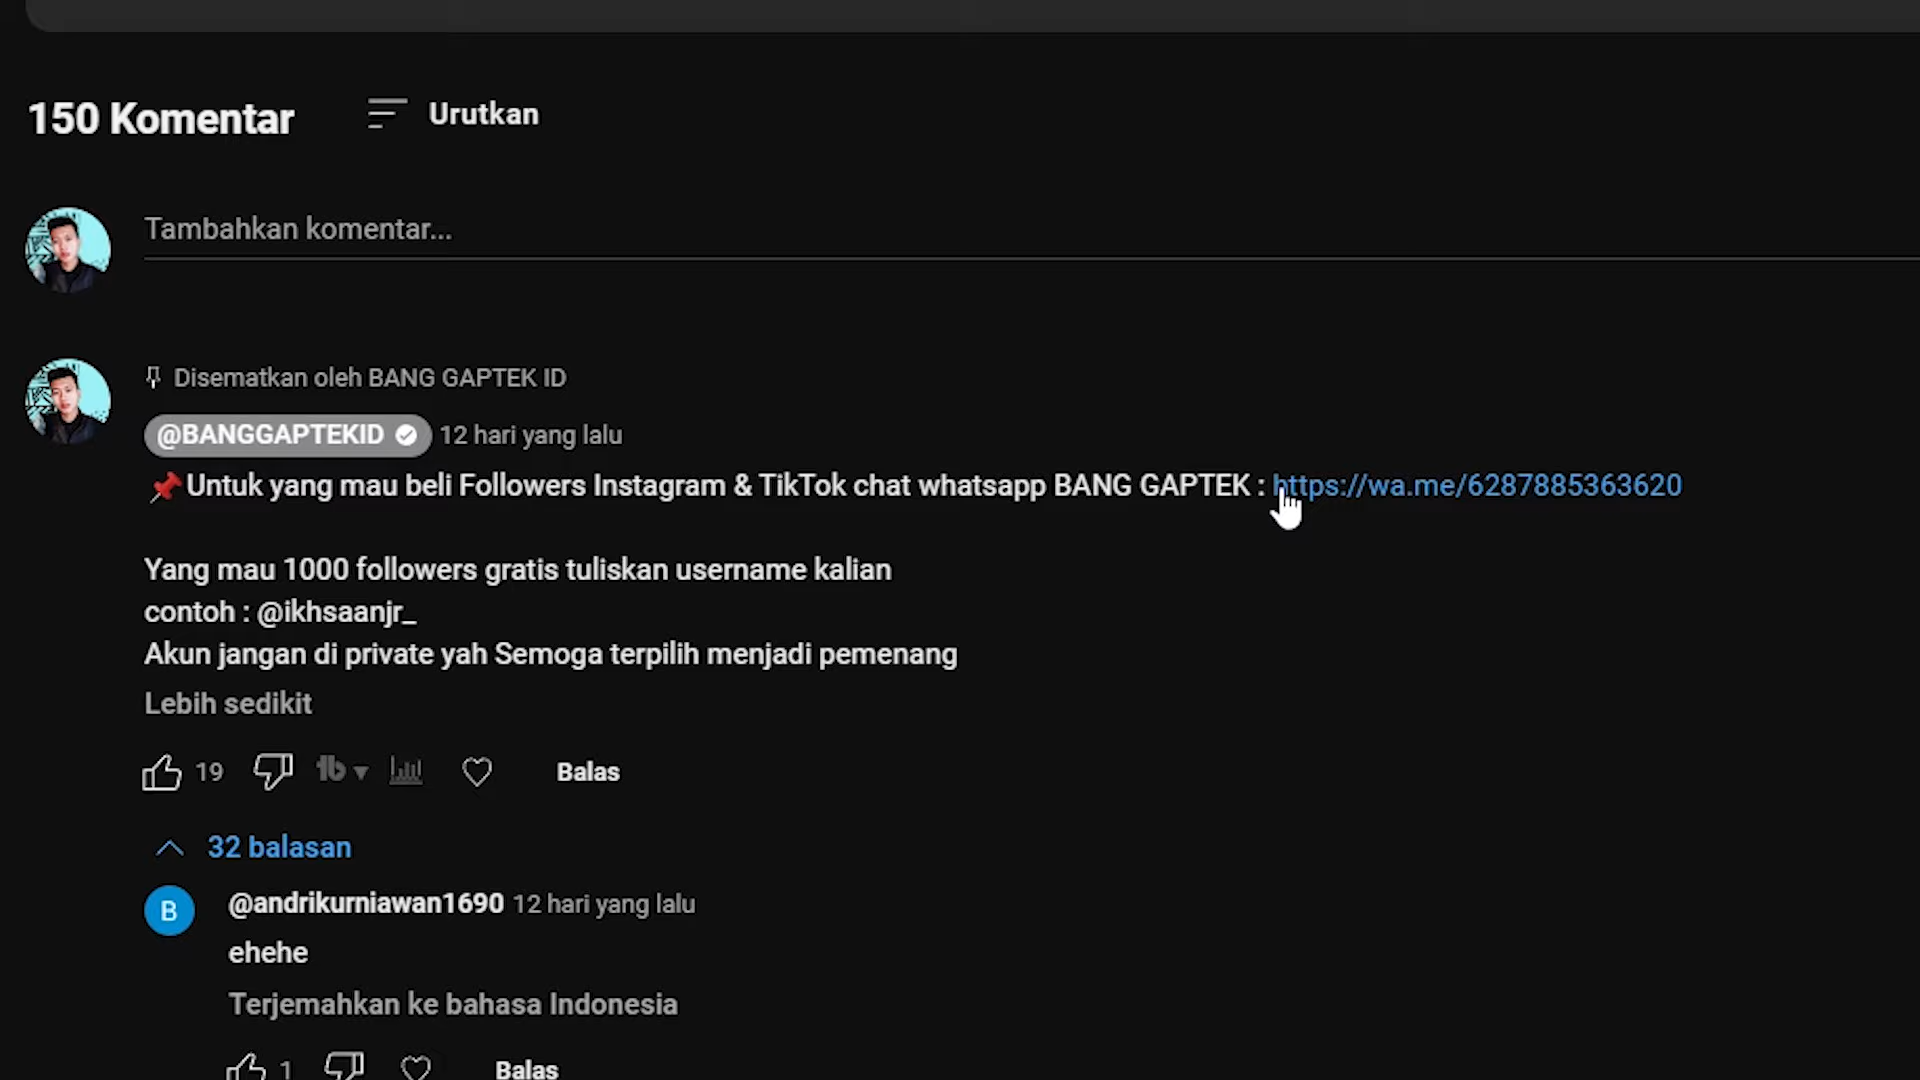 150 Komentar
Urutkan
Tambahkan komentar...
Disematkan oleh BANG GAPTEK ID
@BANGGAPTEKID 12 hari yang lalu
📌Untuk yang mau beli Followers Instagram & TikTok chat whatsapp BANG GAPTEK : https://wa.me/6287885363620
Yang mau 1000 followers gratis tuliskan username kalian
contoh : @ikhsaanjr_
Akun jangan di private yah Semoga terpilih menjadi pemenang
Lebih sedikit
19 tb Balas
32 balasan
B
@andrikurniawan1690 12 hari yang lalu
ehehe
Terjemahkan ke bahasa Indonesia
1 Balas